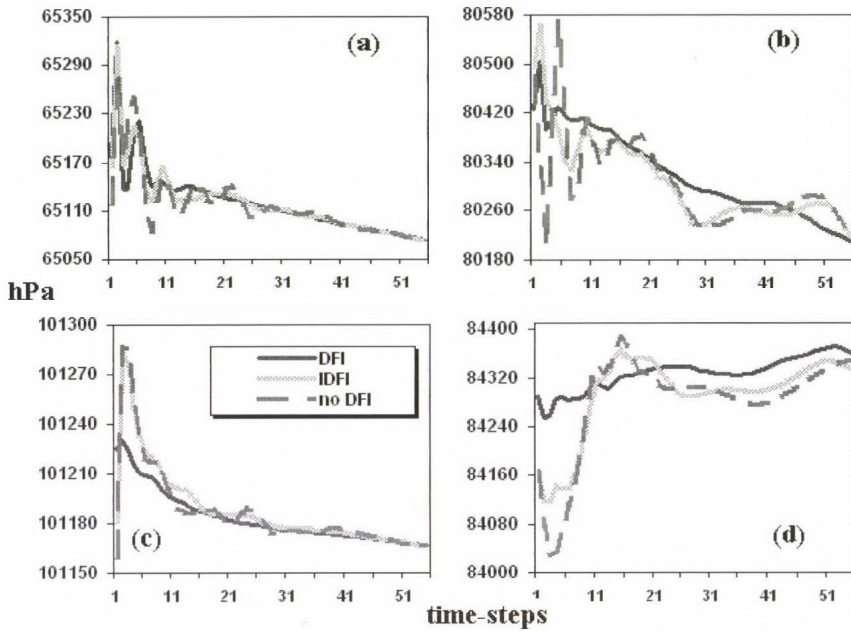 65350
65290
65230
65170
65110
65050
(a)
1 11 21 31 41 51
80580
80500
80420
80340
80260
80180
(b)
1 11 21 31 41 51
hPa
101300
101270
101240
101210
101180
101150
DFI
IDFI
no DFI
(c)
1 11 21 31 41 51
84400
84320
84240
84160
84080
84000
(d)
1 11 21 31 41 51
time-steps